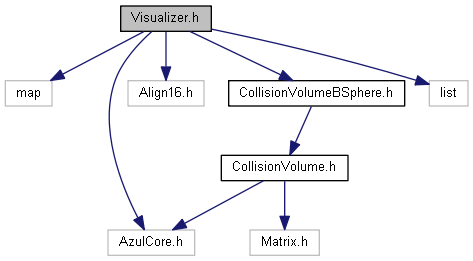 Visualizer.h
map
Align16.h
CollisionVolumeBSphere.h
list
CollisionVolume.h
AzulCore.h
Matrix.h